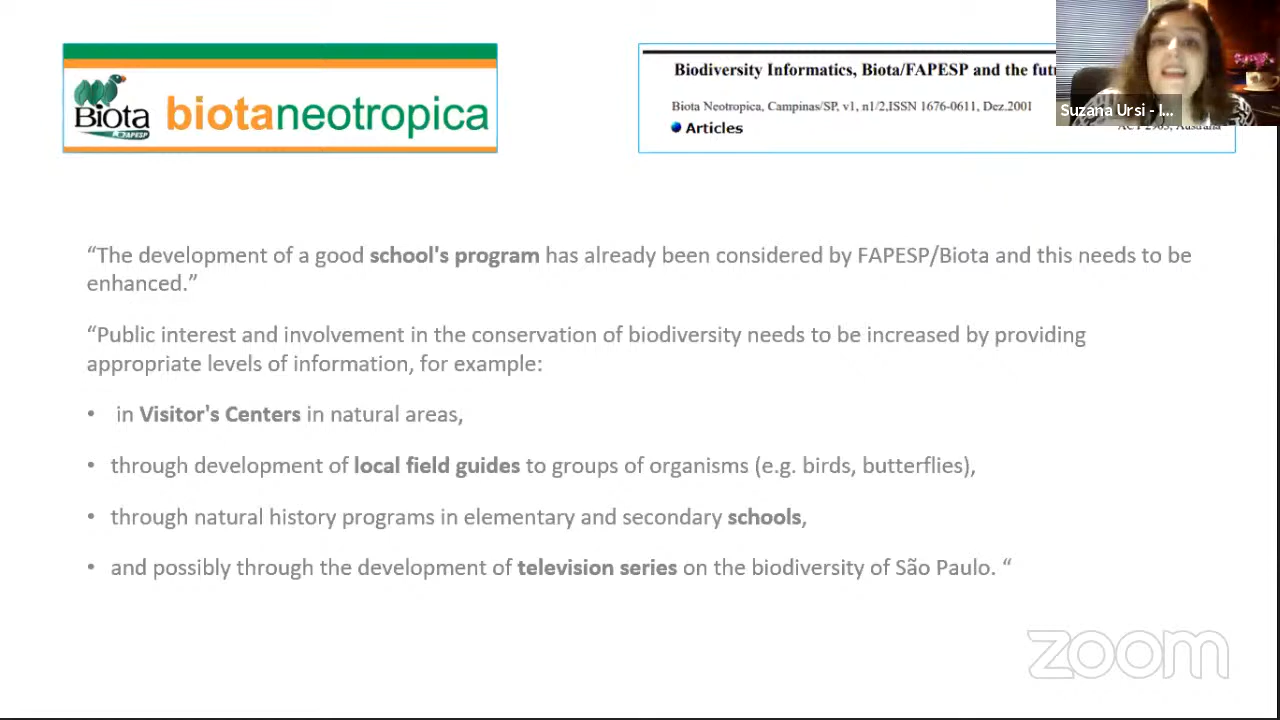 Biota
FAPESP
biotaneotropica
Biodiversity Informatics, Biota/FAPESP and the
Biota Neotropica, Campinas/SP, v1, n1/2,ISSN 1676-0611, Dez.2001
Articles
Australia
Suzana Ursi - I...
“The development of a good school's program has already been considered by FAPESP/Biota and this needs to be
enhanced.”
“Public interest and involvement in the conservation of biodiversity needs to be increased by providing
appropriate levels of information, for example:
• in Visitor's Centers in natural areas,
• through development of local field guides to groups of organisms (e.g. birds, butterflies),
• through natural history programs in elementary and secondary schools,
• and possibly through the development of television series on the biodiversity of São Paulo. “
zoom